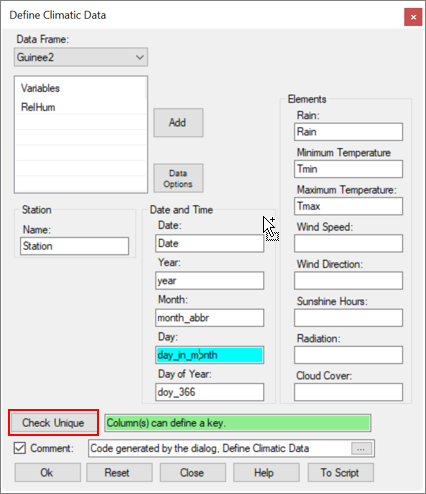 Define Climatic Data
Data Frame:
Guinee2
Variables
RelHum
Add
Data
Options
Station
Name:
Station
Date and Time
Date:
Date
Year:
year
Month:
month_abbr
Day:
day_in_month
Day of Year:
doy_366
Elements
Rain:
Rain
Minimum Temperature
Tmin
Maximum Temperature:
Tmax
Wind Speed:
Wind Direction:
Sunshine Hours:
Radiation:
Cloud Cover:
Check Unique
Column(s) can define a key.
Comment:
Code generated by the dialog, Define Climatic Data
...
Ok
Reset
Close
Help
To Script